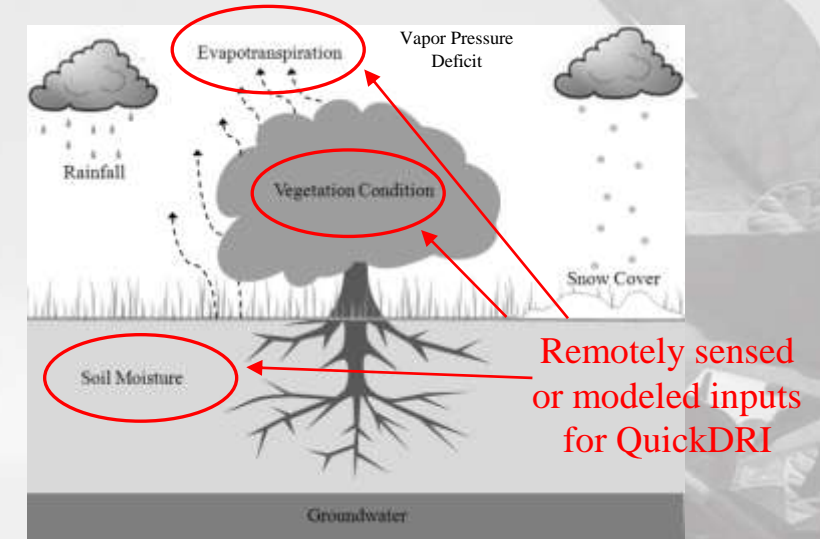 Evapotranspiration
Vapor Pressure
Deficit
Rainfall
Vegetation Condition
Snow Cover
Soil Moisture
Remotely sensed
or modeled inputs
for QuickDRI
Groundwater